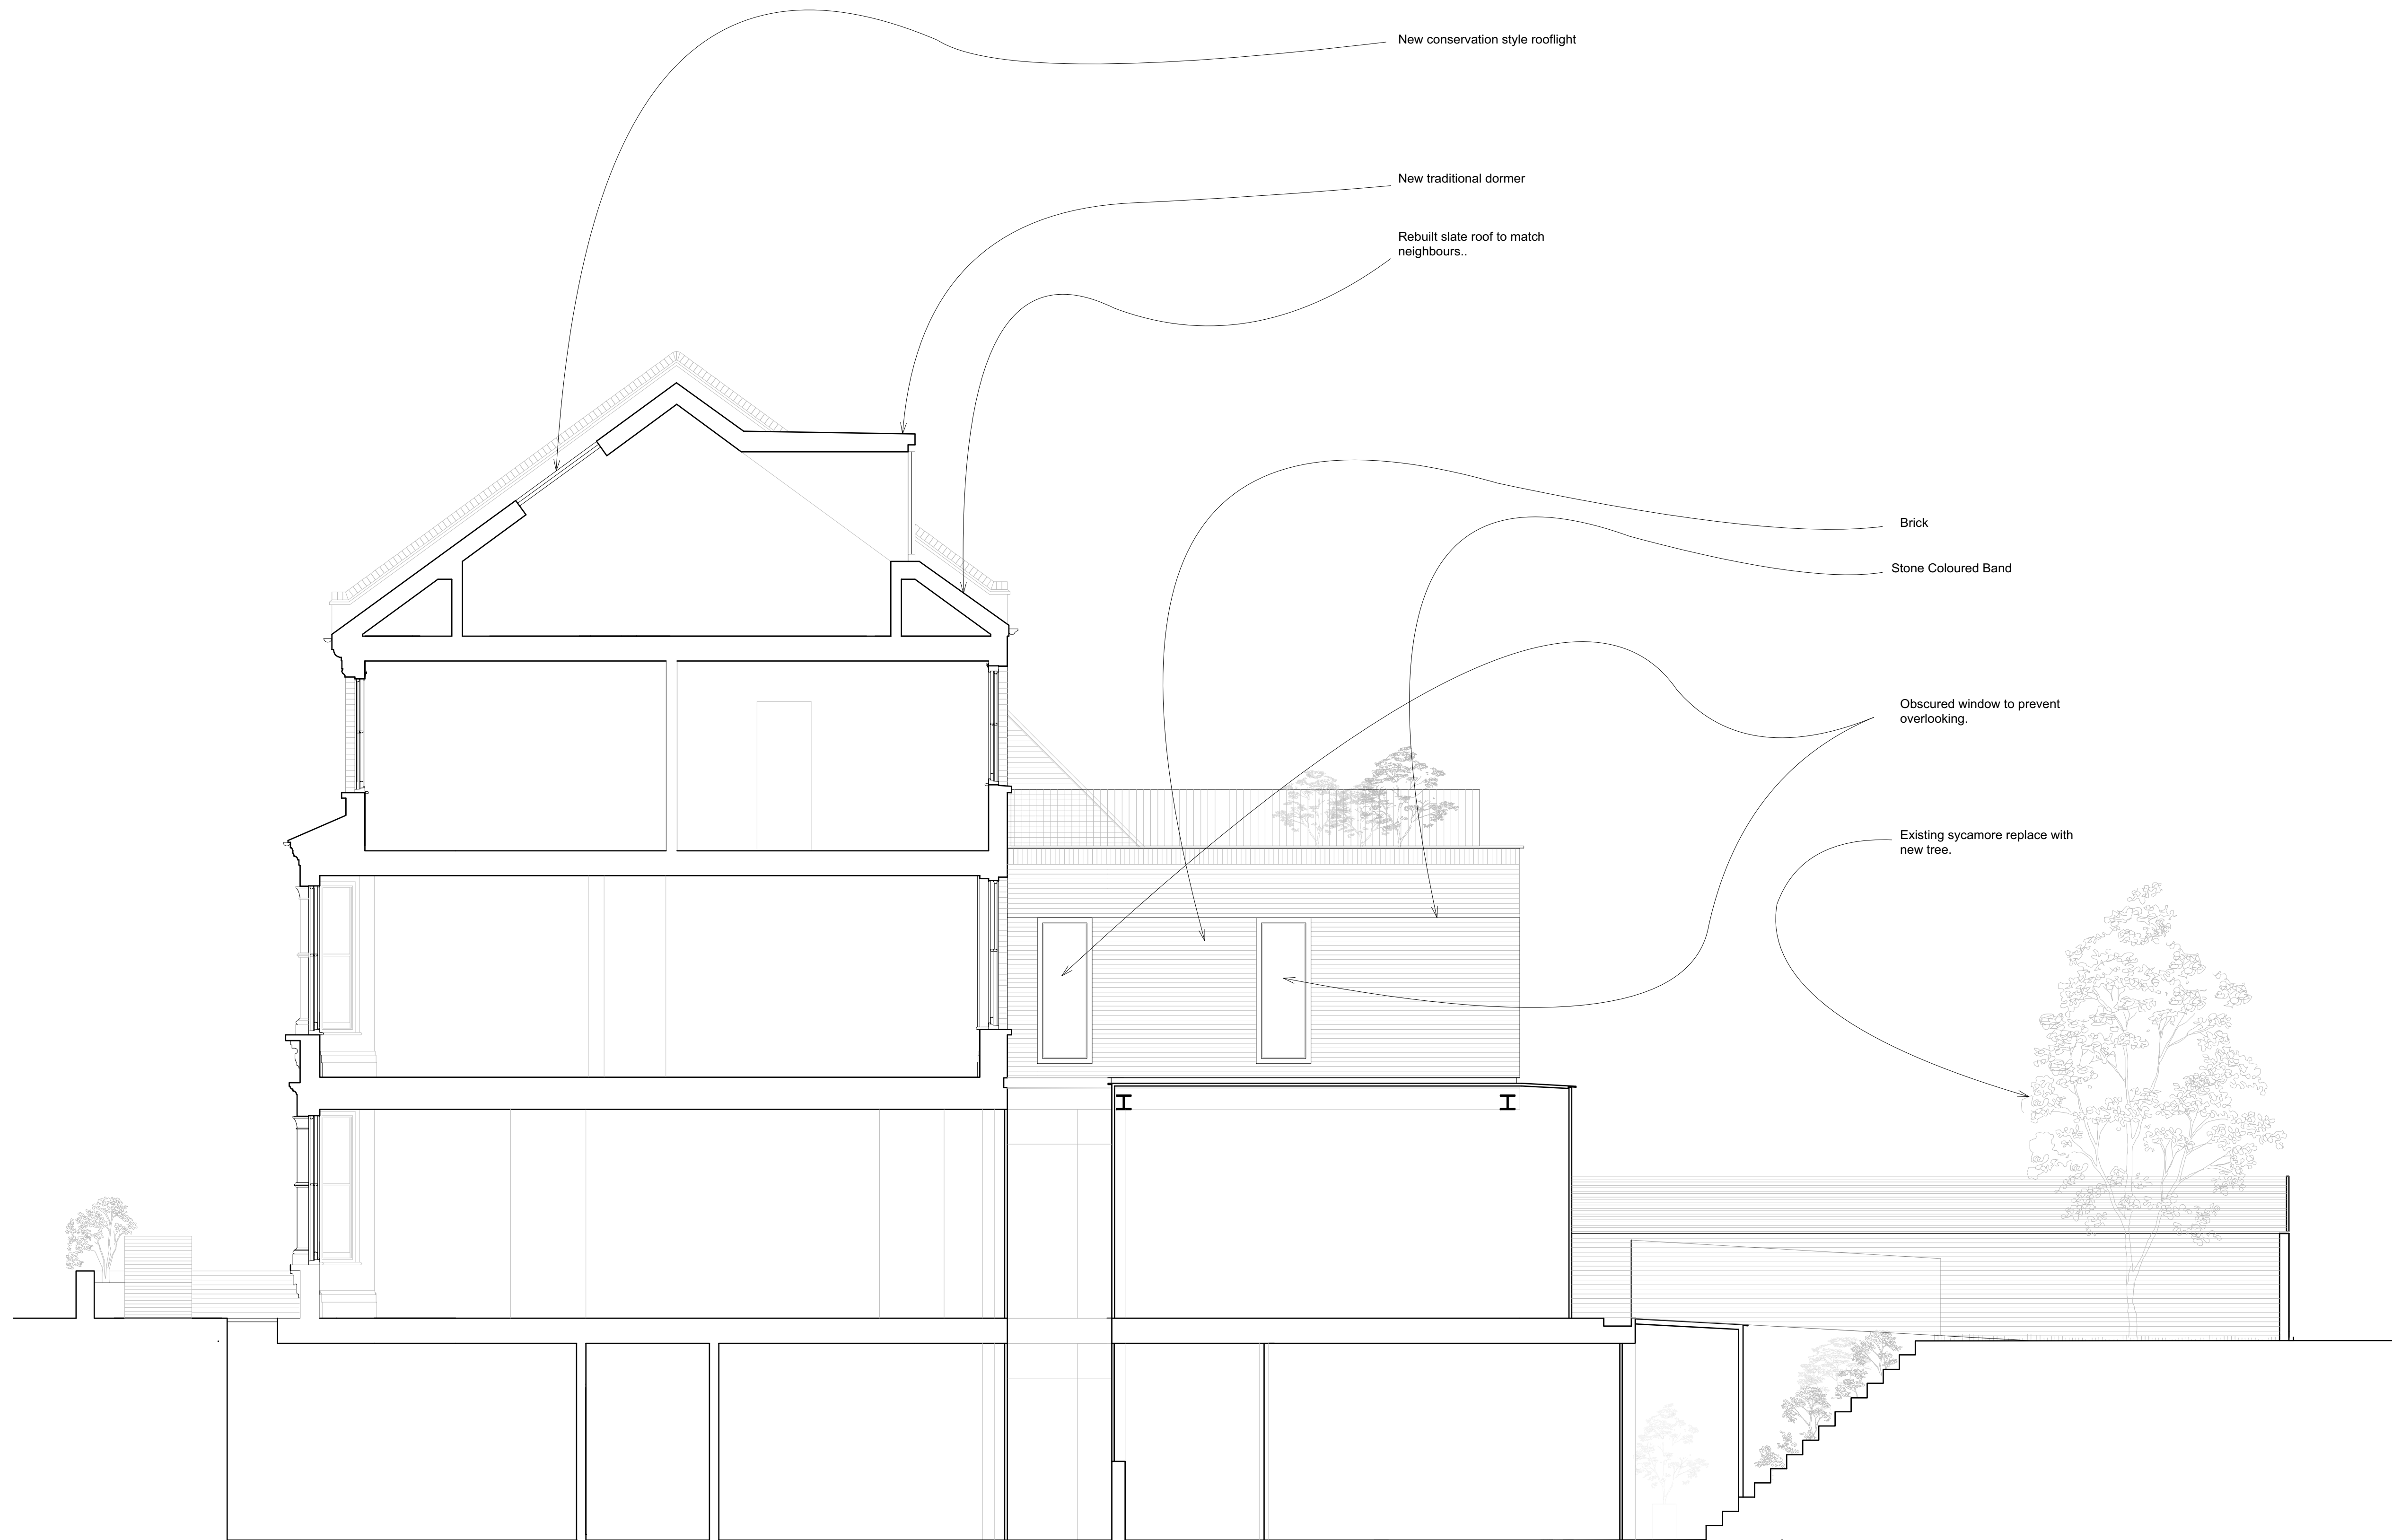 New conservation style rooflight
New traditional dormer
Rebuilt slate roof to match
neighbours..
Brick
Stone Coloured Band
Obscured window to prevent
overlooking.
Existing sycamore replace with
new tree.